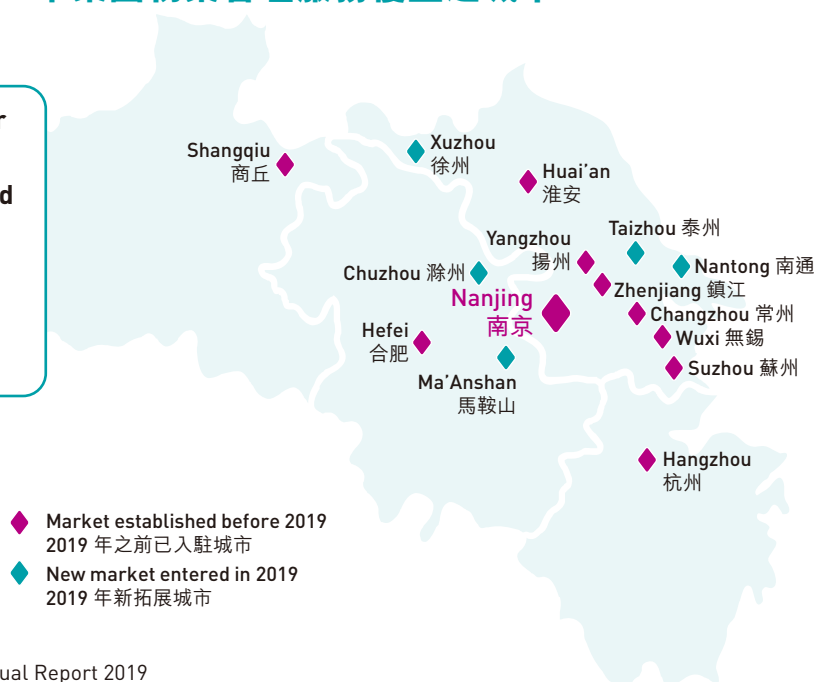 Shangqiu
商丘
Xuzhou
徐州
Huai’an
淮安
Taizhou 泰州
Yangzhou
揚州
Nantong 南通
Chuzhou 滁州
Zhenjiang 鎮江
Nanjing
南京
Changzhou 常州
Wuxi 無錫
Hefei
合肥
Suzhou 蘇州
Ma’Anshan
馬鞍山
Hangzhou
杭州
Market established before 2019
2019 年之前已入駐城市
New market entered in 2019
2019 年新拓展城市
ual Report 2019